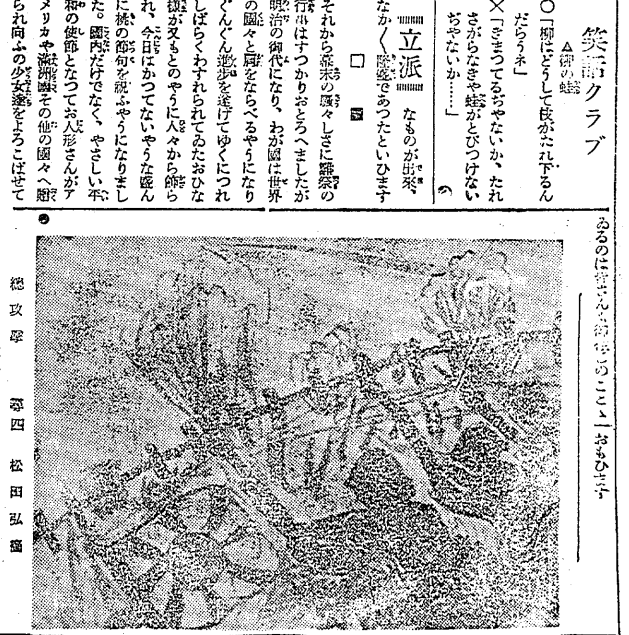 笑話クラブ
▲柳の蛙
○「柳はどうして枝がたれ下るん
だらうネ」
×「きまつてるぢやないか、たれ
さがらなきや蛙がとびつけない
ぢやないか……」
立派
なものが出來、
なか〱隆盛であつたといひます
それから幕末の騷々しさに雛祭の
行事はすつかりおとろへましたが
明治の御代になり、わが國は世界
の國々と肩をならべるやうになり
ぐんぐん進歩を遂げてゆくにつれ
しばらくわすれられてゐたおひな
樣が又もとのやうに人々から飾ら
れ、今日はかつてないやうな盛ん
に桃の節句を祝ふやうになりまし
た。國内だけでなく、やさしい平
和の使節となつてお人形さんがア
メリカや滿洲國その他の國々へ贈
られ向ふの少女達をよろこばせて
ゐるのは皆さんも御存じのことゝおもひます
總攻擊
尋四 松田弘